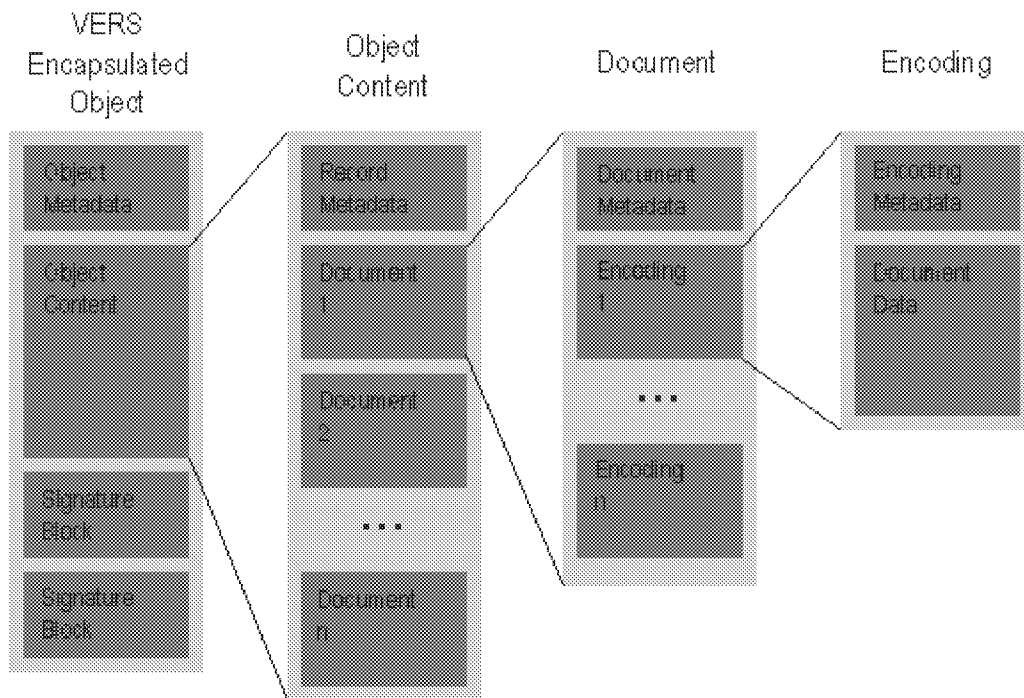 VERS
Encapsulated
Object
Object
Content
Document
Encoding
Object
Metadata
Object
Content
Signature
Block
Signature
Block
Record
Metadata
Document
1
Document
2
...
Document
n
Document
Metadata
Encoding
1
...
Encoding
n
Encoding
Metadata
Document
Data